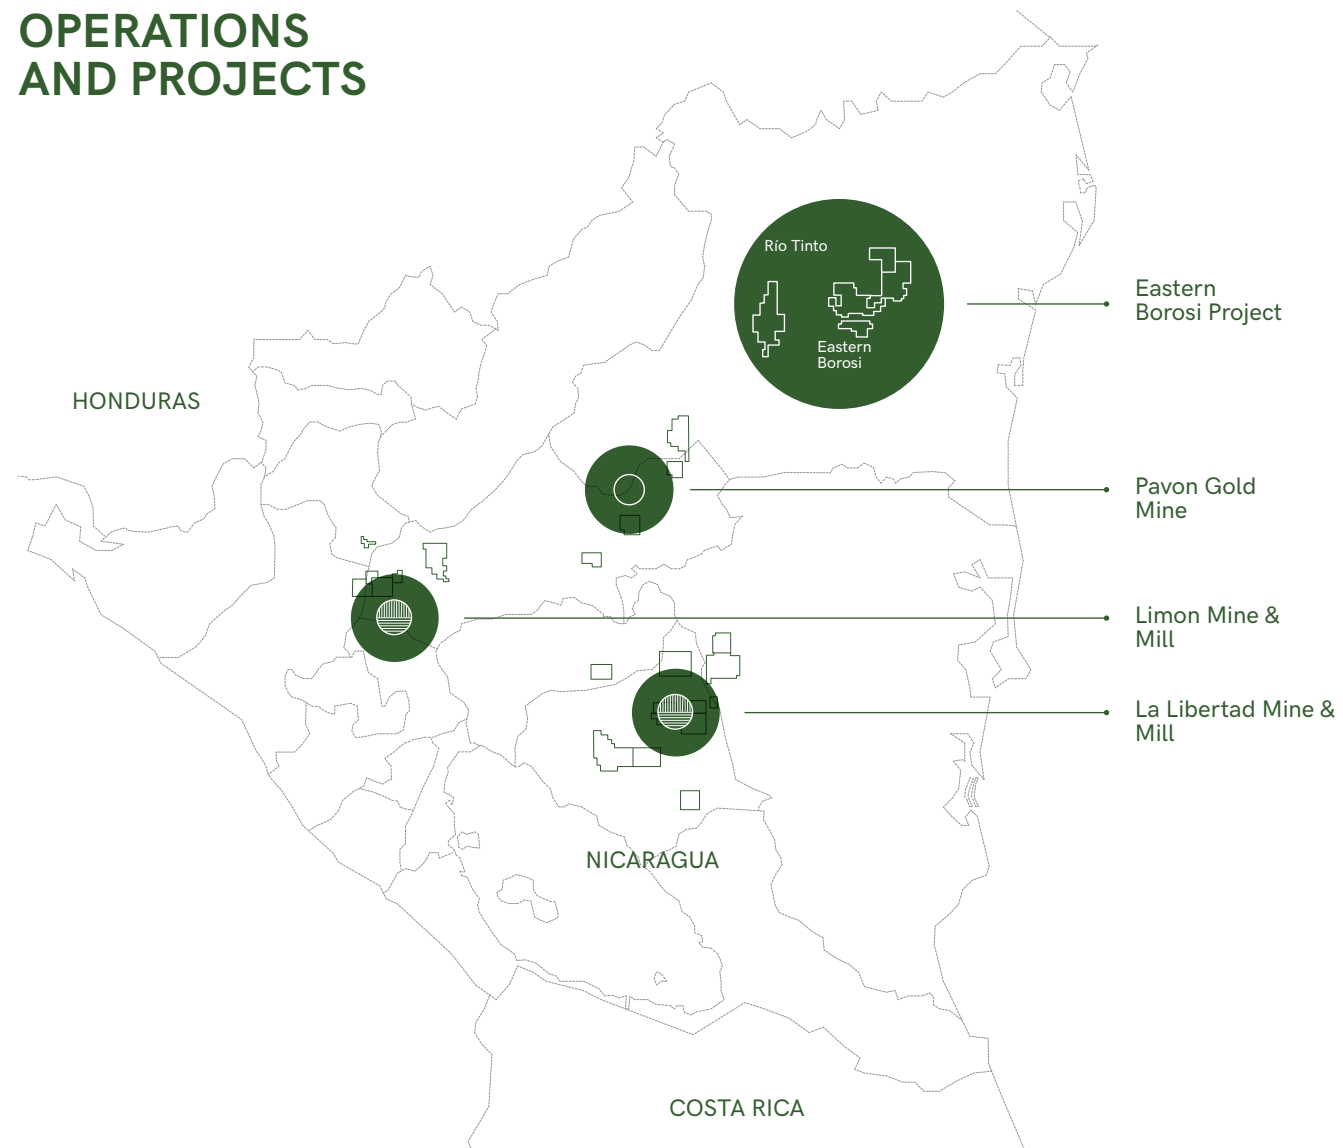 OPERATIONS
AND PROJECTS
Río Tinto
Eastern
Borosi
Eastern
Borosi Project
HONDURAS
Pavon Gold
Mine
Limon Mine &
Mill
La Libertad Mine &
Mill
NICARAGUA
COSTA RICA